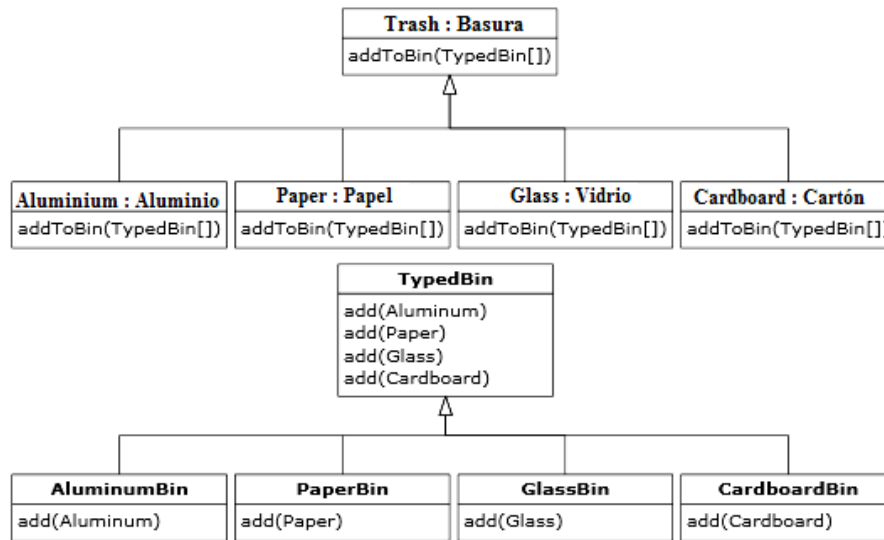 Trash : Basura
addToBin(TypedBin[])
Aluminium : Aluminio
addToBin(TypedBin[])
Paper : Papel
addToBin(TypedBin[])
Glass : Vidrio
addToBin(TypedBin[])
Cardboard : Cartón
addToBin(TypedBin[])
TypedBin
add(Aluminum)
add(Paper)
add(Glass)
add(Cardboard)
AluminumBin
add(Aluminum)
PaperBin
add(Paper)
GlassBin
add(Glass)
CardboardBin
add(Cardboard)